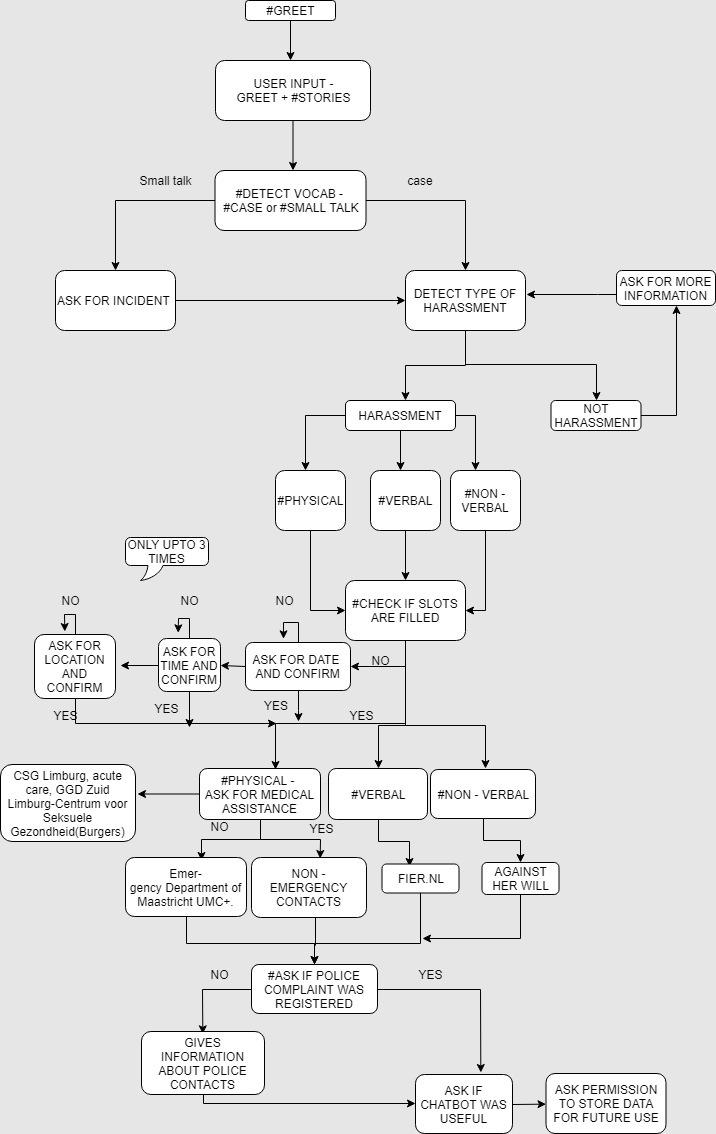 #GREET
USER INPUT -
GREET + #STORIES
Small talk
case
#DETECT VOCAB -
#CASE or #SMALL TALK
ASK FOR INCIDENT
DETECT TYPE OF
HARASSMENT
ASK FOR MORE
INFORMATION
HARASSMENT
NOT
HARASSMENT
#PHYSICAL
#VERBAL
#NON -
VERBAL
ONLY UPTO 3
TIMES
#CHECK IF SLOTS
ARE FILLED
NO
NO
NO
ASK FOR
LOCATION
AND
CONFIRM
ASK FOR
TIME AND
CONFIRM
ASK FOR DATE
AND CONFIRM
NO
YES
YES
YES
YES
CSG Limburg, acute
care, GGD Zuid
Limburg-Centrum voor
Seksuele
Gezondheid(Burgers)
#PHYSICAL -
ASK FOR MEDICAL
ASSISTANCE
#VERBAL
#NON - VERBAL
NO
YES
Emer-
gency Department of
Maastricht UMC+.
NON -
EMERGENCY
CONTACTS
FIER.NL
AGAINST
HER WILL
NO
#ASK IF POLICE
COMPLAINT WAS
REGISTERED
YES
GIVES
INFORMATION
ABOUT POLICE
CONTACTS
ASK IF
CHATBOT WAS
USEFUL
ASK PERMISSION
TO STORE DATA
FOR FUTURE USE